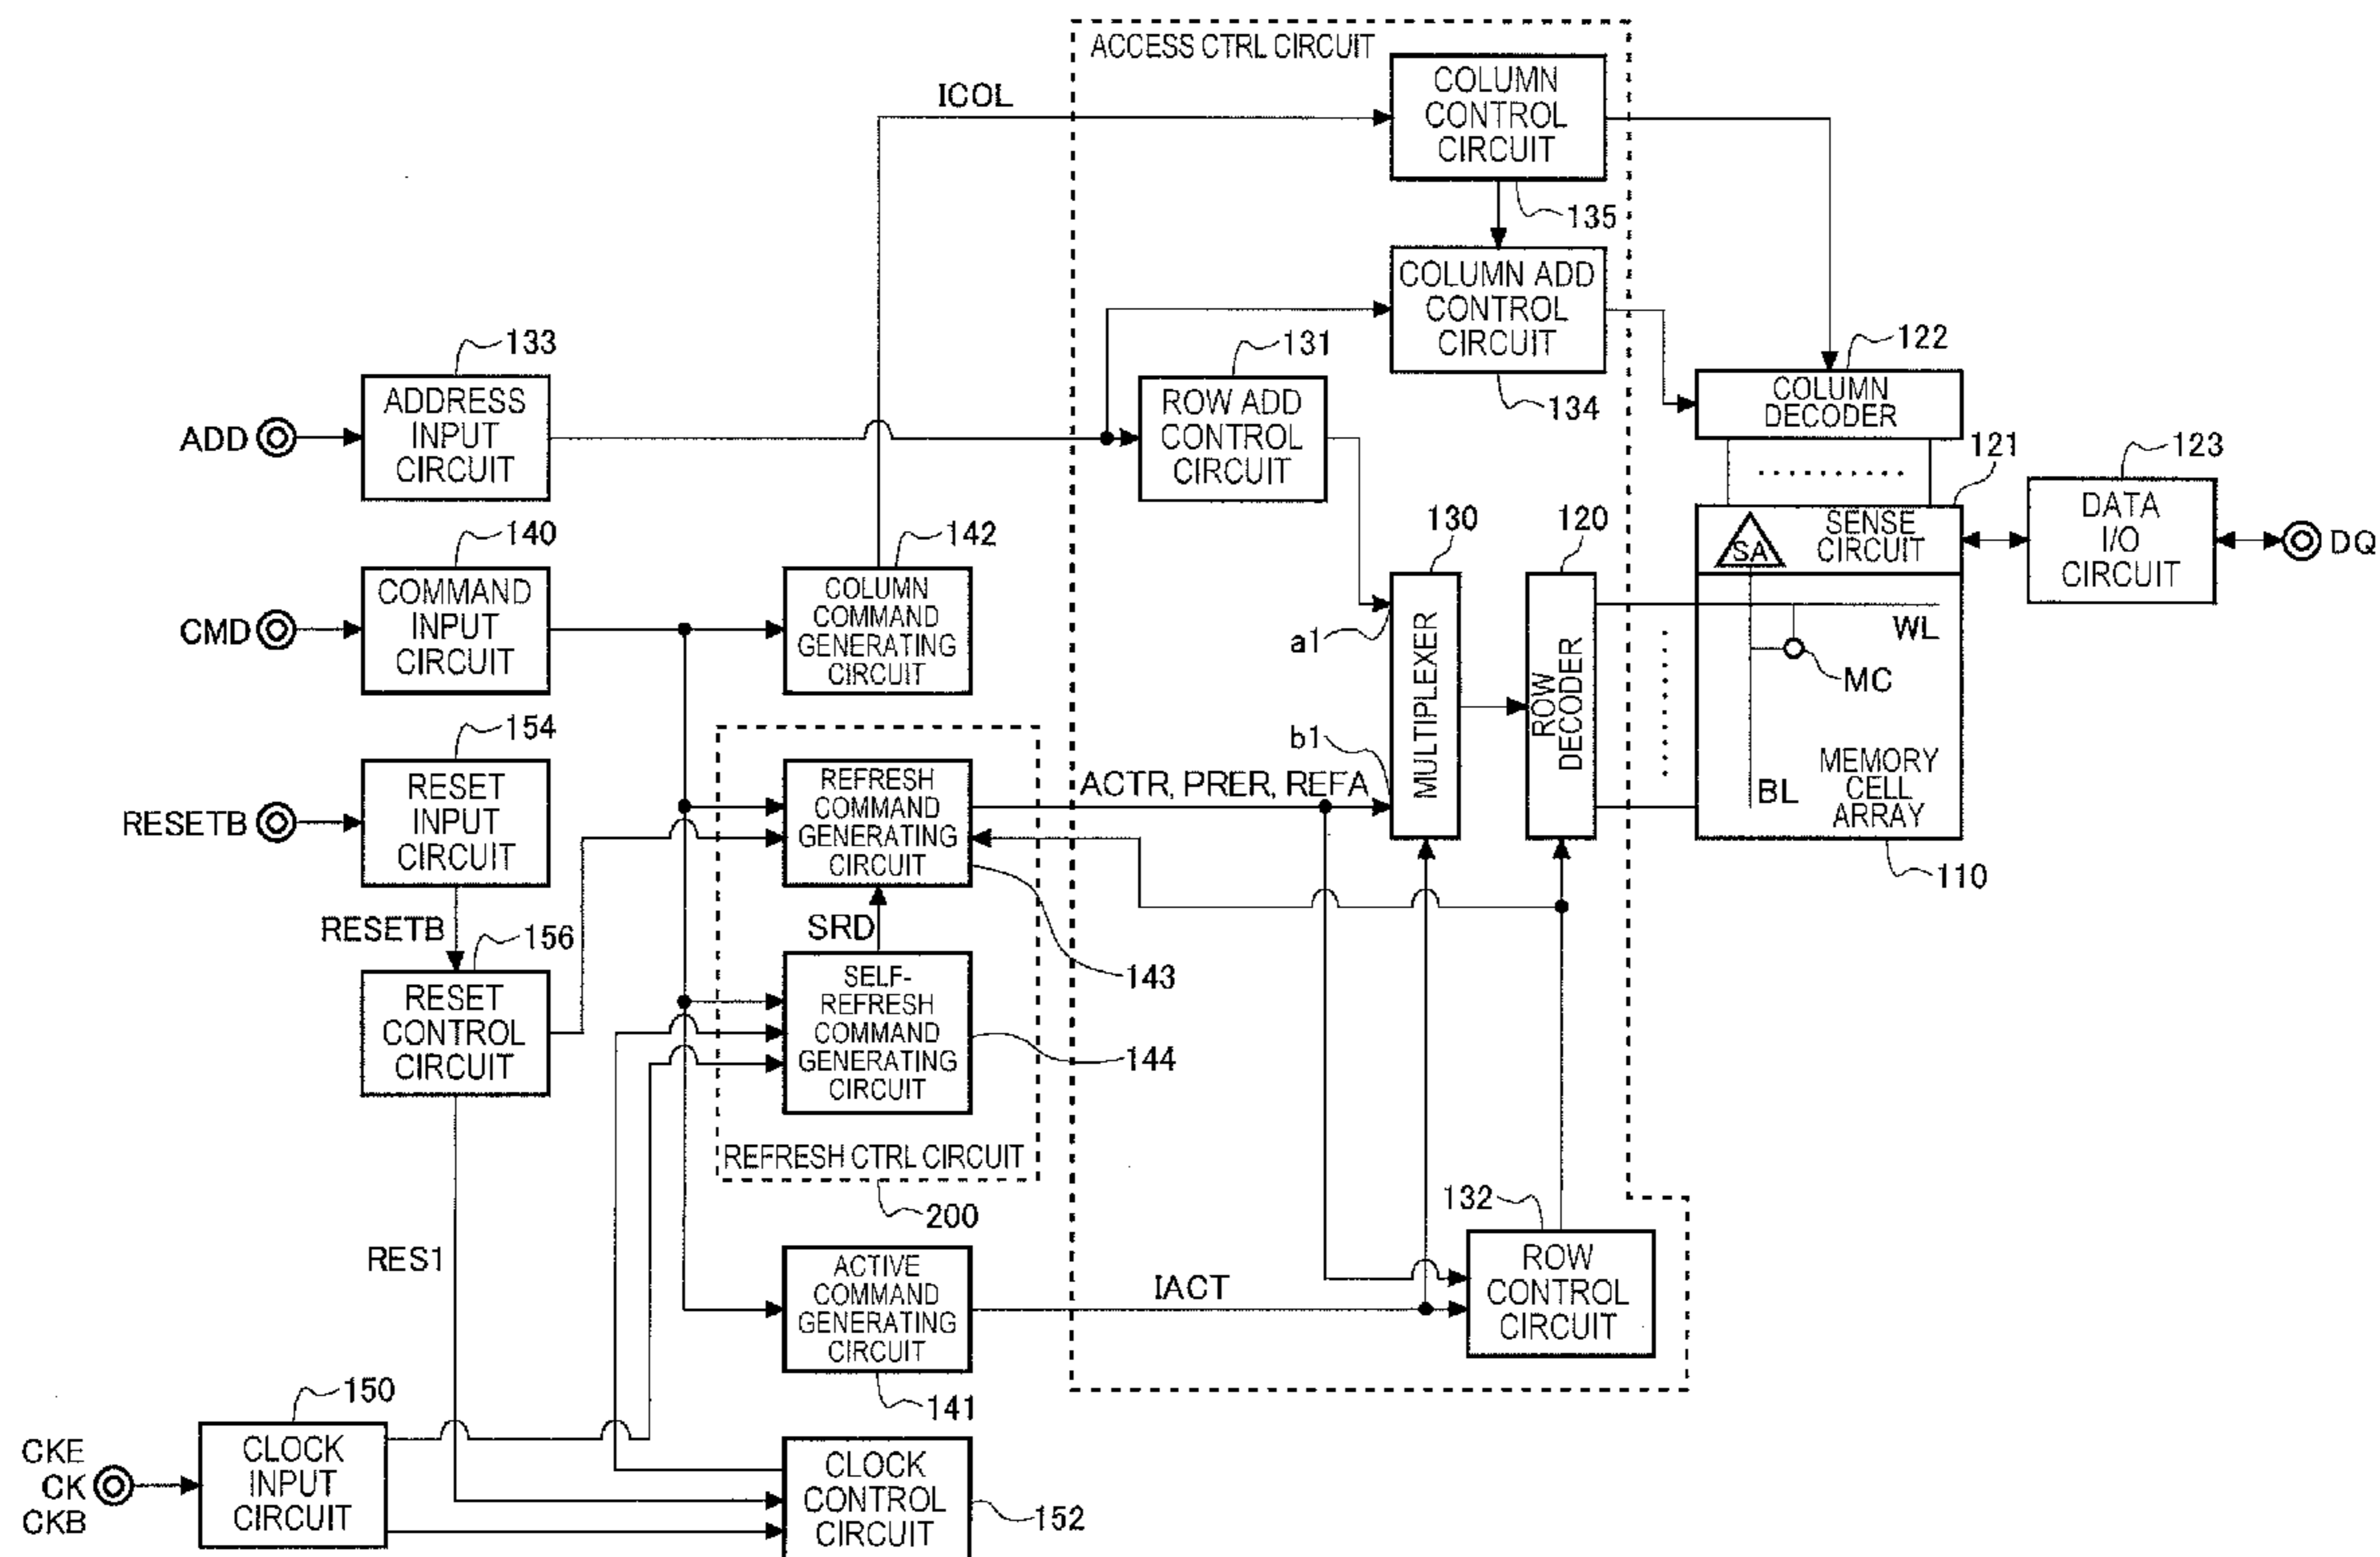 ACCESS CTRL CIRCUIT
COLUMN
CONTROL
CIRCUIT
135
ICOL
COLUMN ADD
CONTROL
CIRCUIT
134
133
ADD
ADDRESS
INPUT
CIRCUIT
131
ROW ADD
CONTROL
CIRCUIT
122
COLUMN
DECODER
121
123
SENSE
CIRCUIT
SA
DATA
I/O
CIRCUIT
DQ
140
CMD
COMMAND
INPUT
CIRCUIT
142
COLUMN
COMMAND
GENERATING
CIRCUIT
130
a1
b1
MULTIPLEXER
120
ROW
DECODER
WL
MC
BL
MEMORY
CELL
ARRAY
110
154
RESETB
RESET
INPUT
CIRCUIT
RESETB
156
RESET
CONTROL
CIRCUIT
REFRESH
COMMAND
GENERATING
CIRCUIT
ACTR, PRER, REFA
143
SRD
SELF-
REFRESH
COMMAND
GENERATING
CIRCUIT
144
REFRESH CTRL CIRCUIT
200
RES1
ACTIVE
COMMAND
GENERATING
CIRCUIT
141
IACT
132
ROW
CONTROL
CIRCUIT
150
CKE
CK
CKB
CLOCK
INPUT
CIRCUIT
CLOCK
CONTROL
CIRCUIT
152